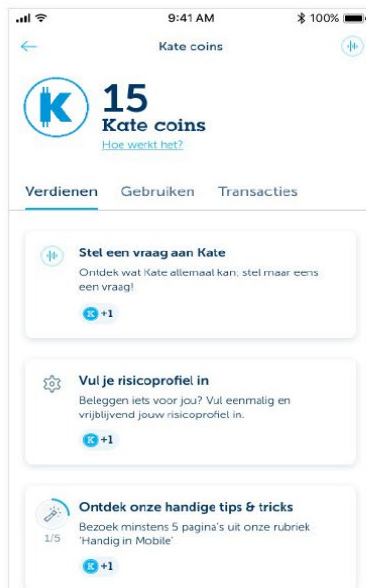 9:41 AM
100%
Kate coins
K
15
Kate coins
Hoe werkt het?
Verdienen Gebruiken Transacties
Stel een vraag aan Kate
Ontdek wat Kate allemaal kan, stel maar eens
een vraag!
K +1
Vul je risicoprofiel in
Beleggen iets voor jou? Vul eenmalig en
vrijblijvend jouw risicoprofiel in.
K +1
Ontdek onze handige tips & tricks
Bezoek minstens 5 pagina's uit onze rubriek
1/5
'Handig in Mobile'
K +1